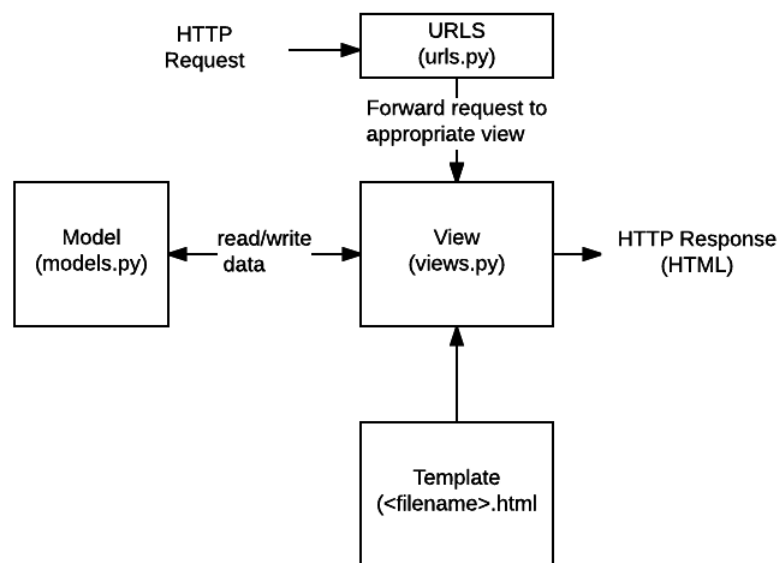 HTTP
Request
URLS
(urls.py)
Forward request to
appropriate view
Model
(models.py)
read/write
data
View
(views.py)
HTTP Response
(HTML)
Template
(<filename>.html